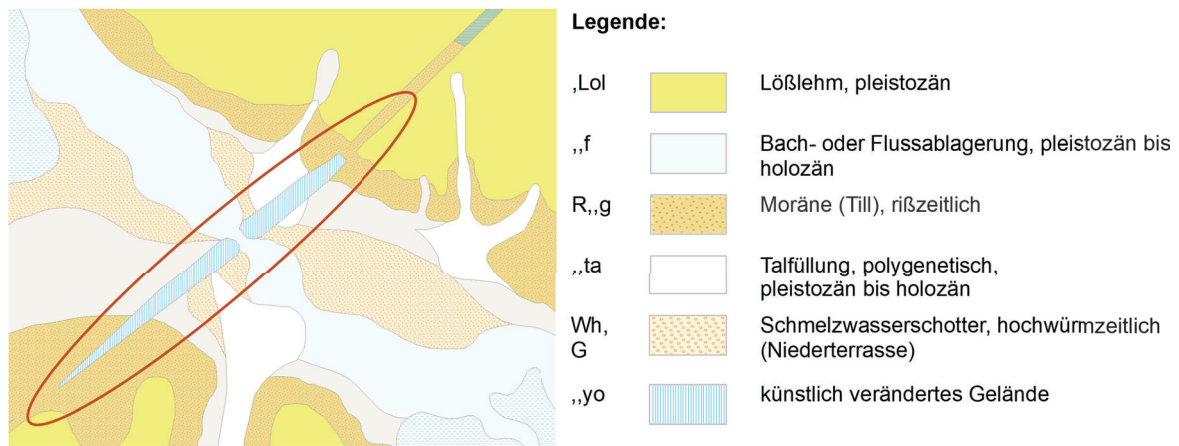 Legende:
,Lol Lößlehm, pleistozän
,,f Bach- oder Flussablagerung, pleistozän bis
holozän
R,,g Moräne (Till), rißzeitlich
,,ta Talfüllung, polygenetisch,
pleistozän bis holozän
Wh, Schmelzwasserschotter, hochwürmzeitlich
G (Niederterrasse)
,,yo künstlich verändertes Gelände